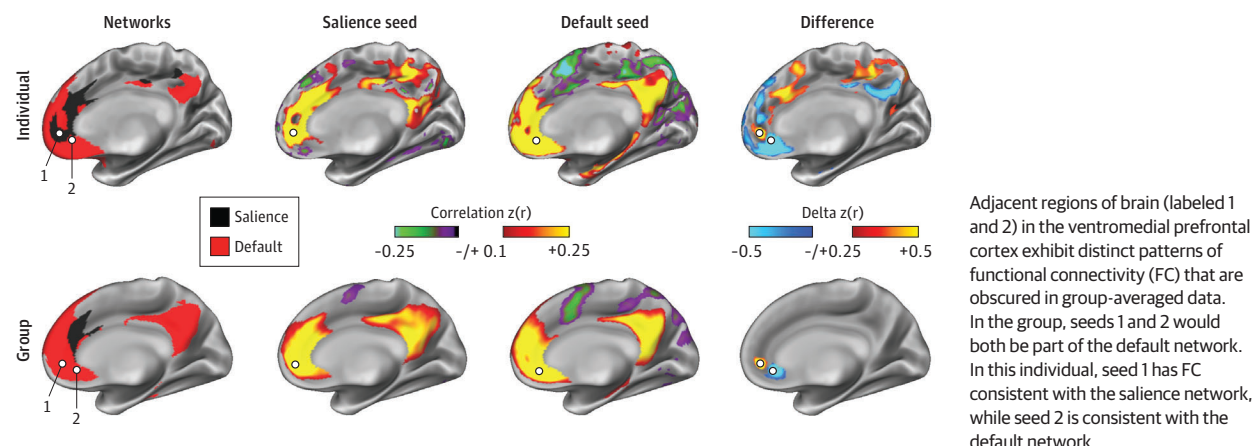 Networks
Salience seed
Default seed
Difference
Individual
1
2
Salience
Default
Correlation z(r)
-0.25
-/+ 0.1
+0.25
Delta z(r)
-0.5
-/+0.25
+0.5
Group
1
2
Adjacent regions of brain (labeled 1
and 2) in the ventromedial prefrontal
cortex exhibit distinct patterns of
functional connectivity (FC) that are
obscured in group-averaged data.
In the group, seeds 1 and 2 would
both be part of the default network.
In this individual, seed 1 has FC
consistent with the salience network,
while seed 2 is consistent with the
default network